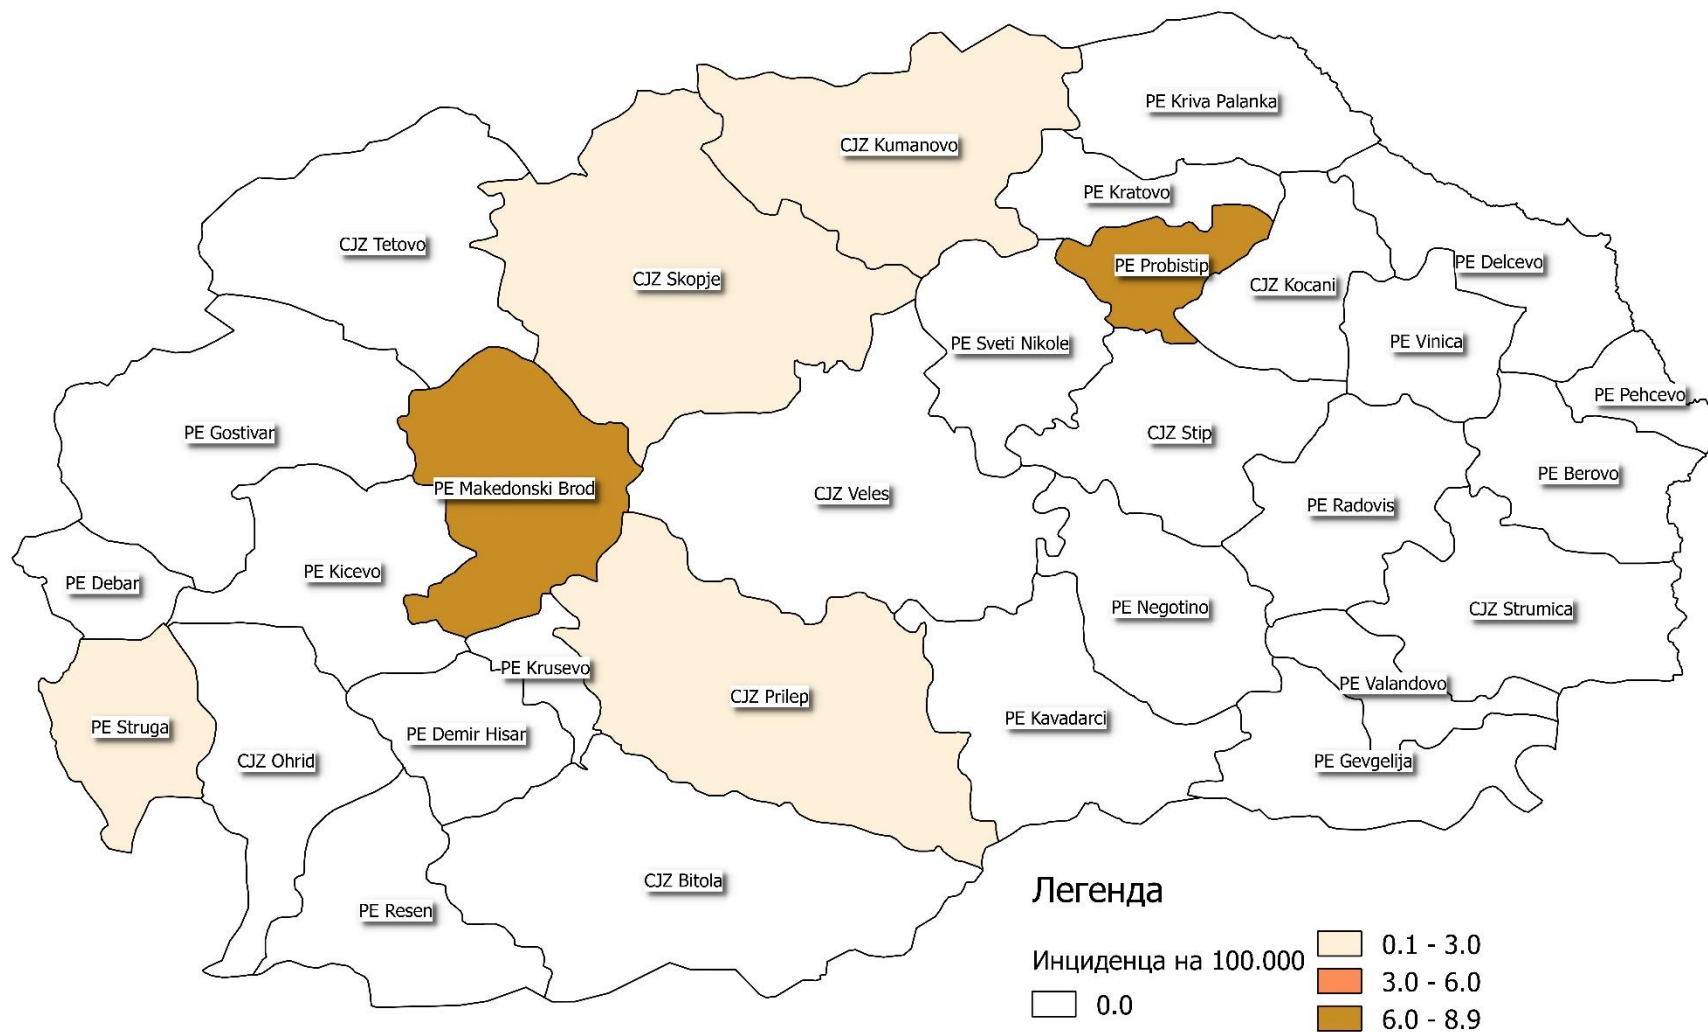 PE Kriva Palanka
CJZ Kumanovo
PE Kratovo
CJZ Tetovo
PE Probistip
PE Delcevo
CJZ Skopje
CJZ Kocani
PE Sveti Nikole
PE Vinica
PE Pehcevo
PE Gostivar
CJZ Stip
PE Berovo
PE Makedonski Brod
CJZ Veles
PE Radovis
PE Debar
PE Kicevo
PE Negotino
CJZ Strumica
PE Krusevo
PE Valandovo
CJZ Prilep
PE Struga
PE Kavadarci
PE Demir Hisar
CJZ Ohrid
PE Gevgelija
CJZ Bitola
PE Resen
Легенда
Инциденца на 100.000
0.0
0.1 - 3.0
3.0 - 6.0
6.0 - 8.9